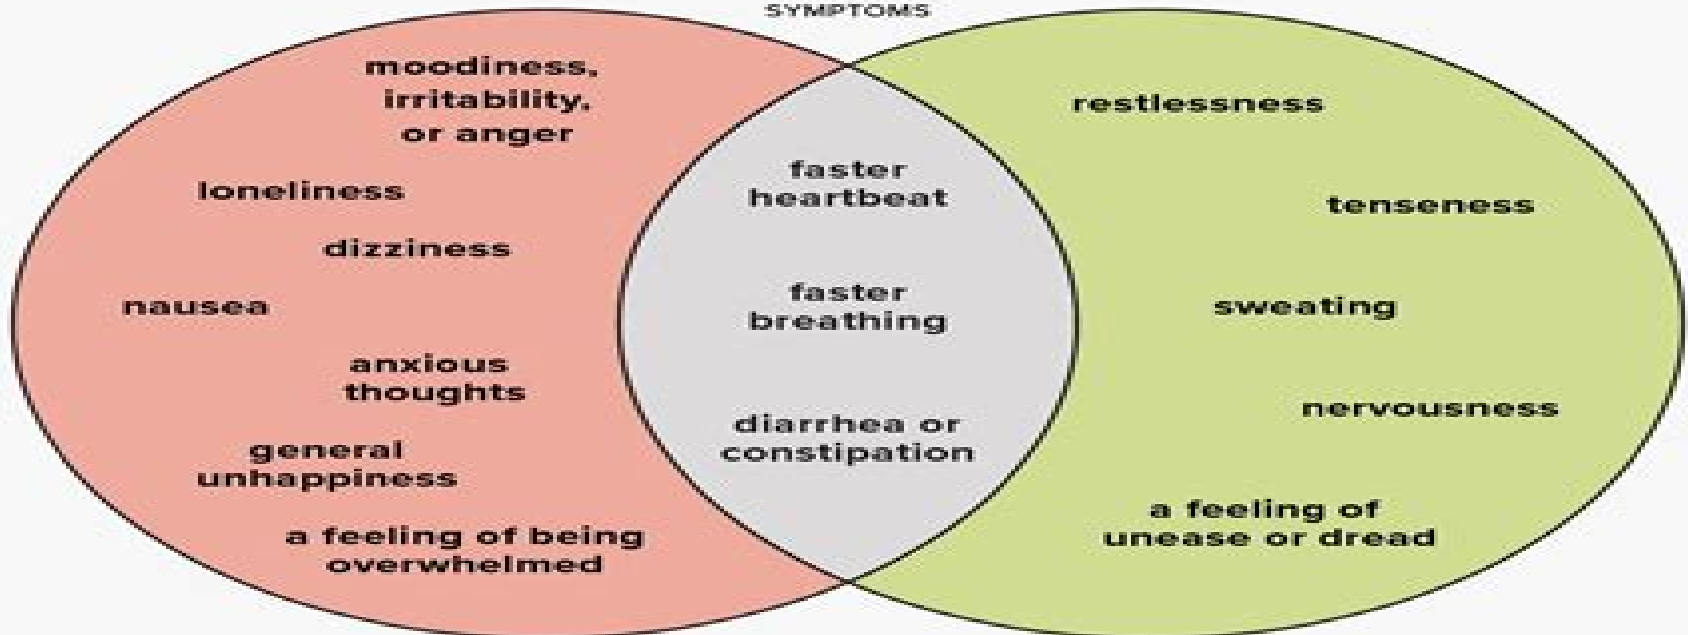 SYMPTOMS
moodiness,
irritability,
or anger
loneliness
dizziness
nausea
anxious
thoughts
general
unhappiness
a feeling of being
overwhelmed
faster
heartbeat
faster
breathing
diarrhea or
constipation
restlessness
tenseness
sweating
nervousness
a feeling of
unease or dread